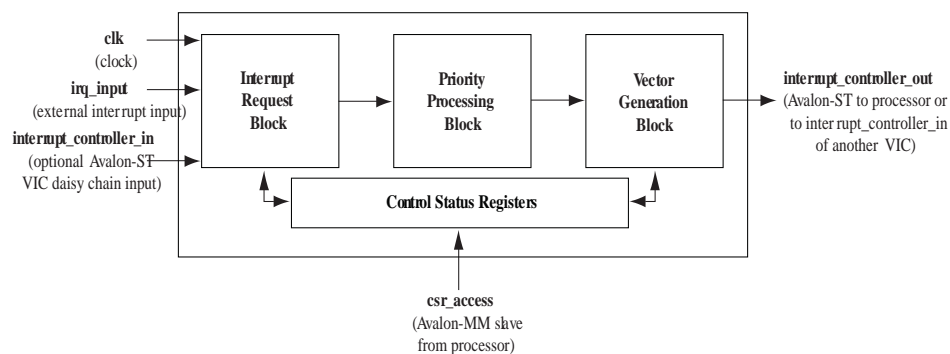 clk
(clock)
irq_input
(external interrupt input)
interrupt_controller_in
(optional Avalon-ST
VIC daisy chain input)
Interrupt
Request
Block
Priority
Processing
Block
Vector
Generation
Block
Control Status Registers
interrupt_controller_out
(Avalon-ST to processor or
to interrupt_controller_in
of another VIC)
csr_access
(Avalon-MM slave
from processor)